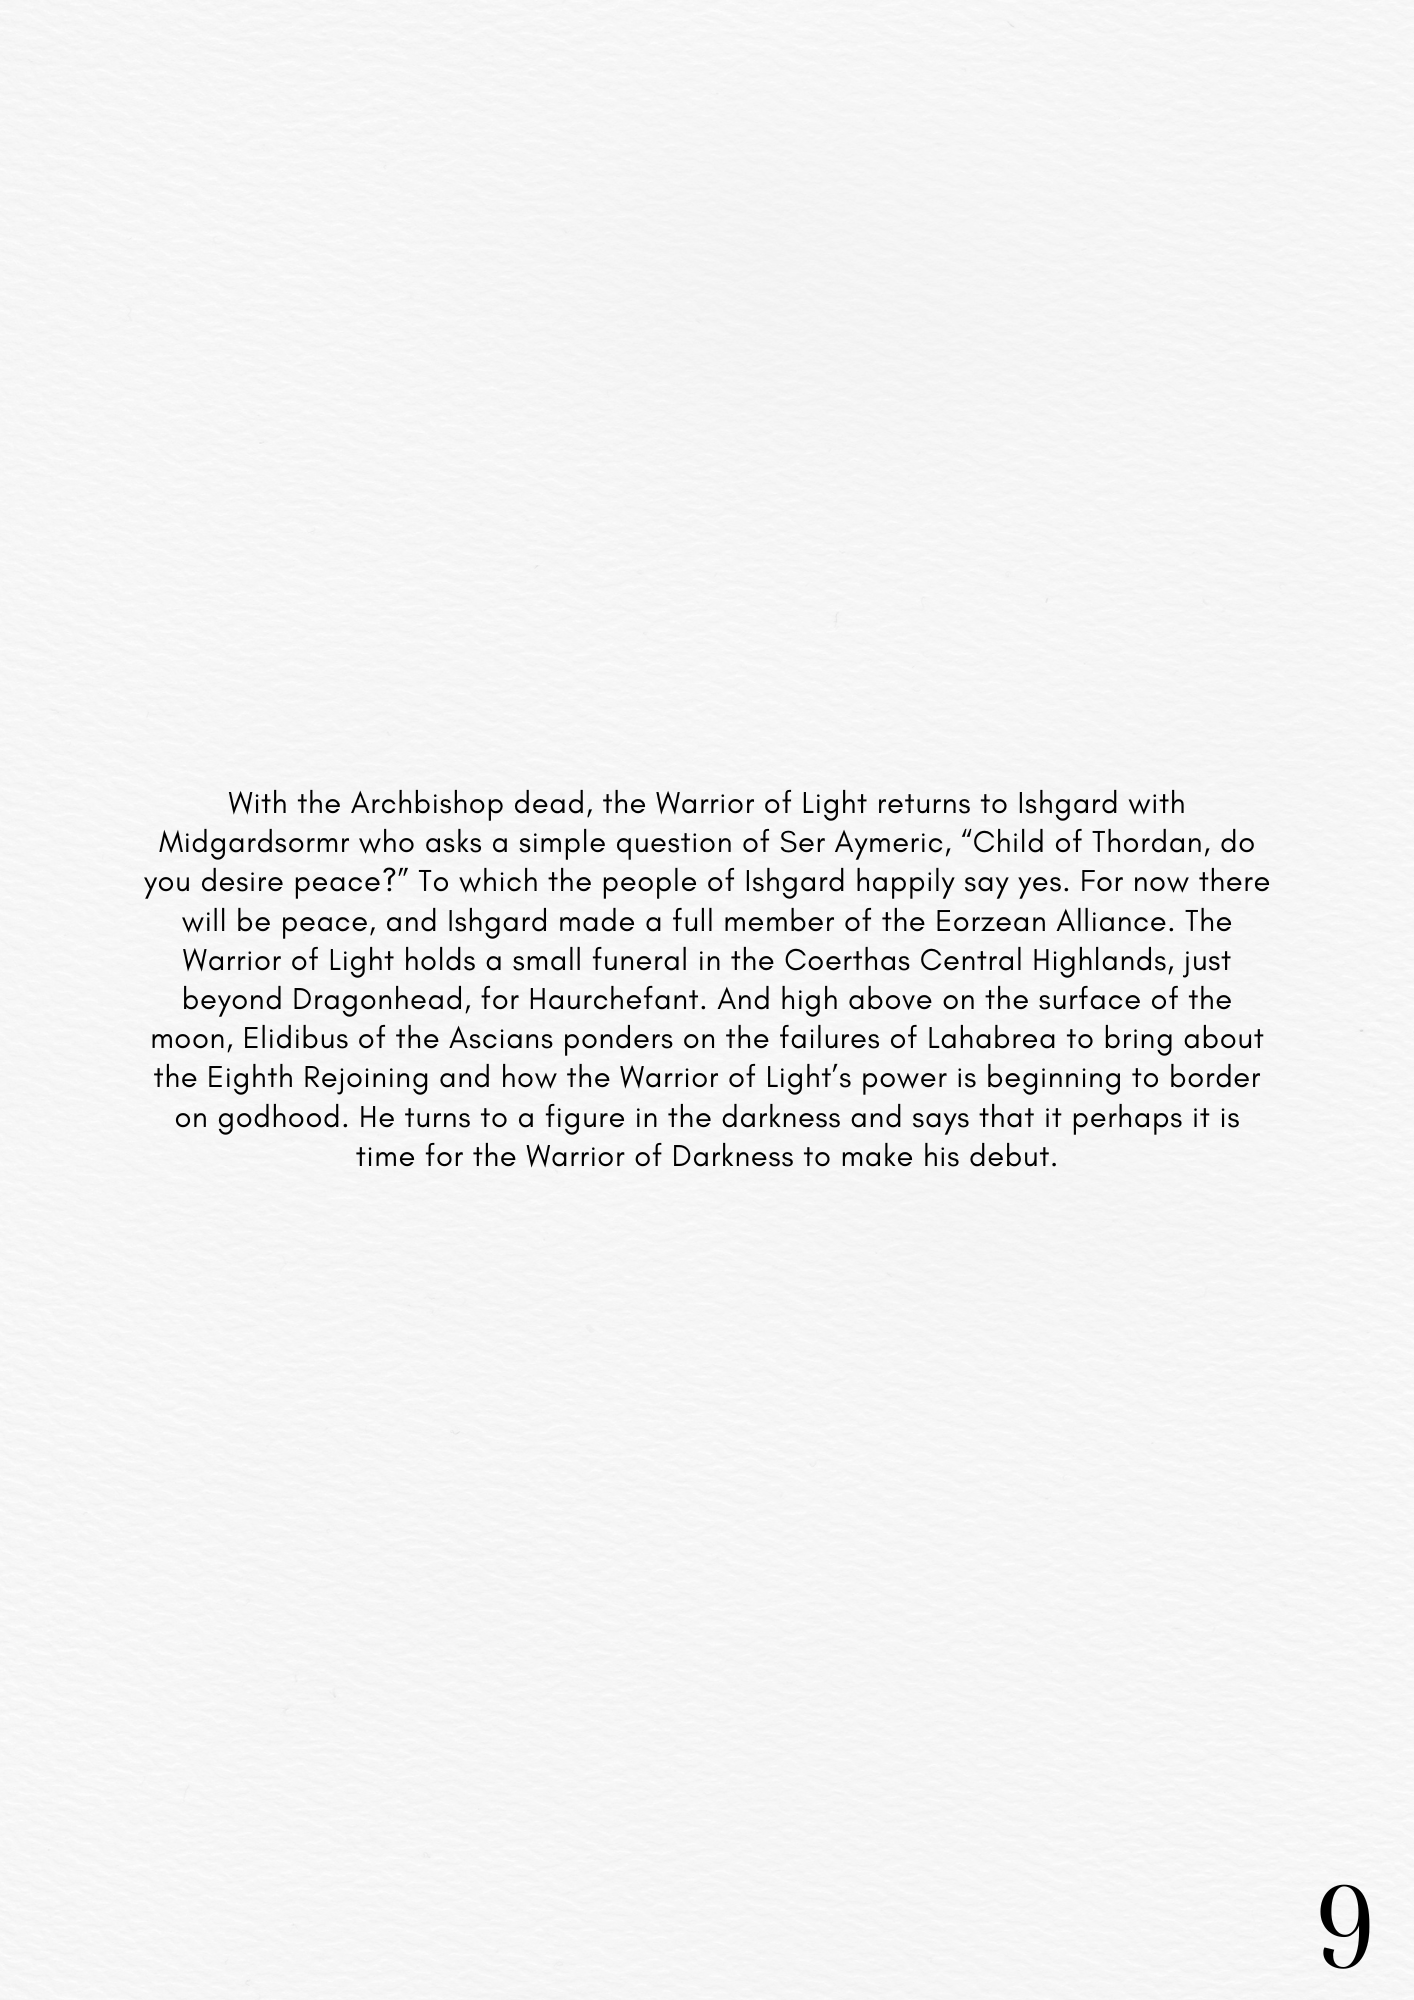 With the Archbishop dead, the Warrior of Light returns to Ishgard with
Midgardsormr who asks a simple question of Ser Aymeric, “Child of Thordan, do
you desire peace?” To which the people of Ishgard happily say yes. For now there
will be peace, and Ishgard made a full member of the Eorzean Alliance. The
Warrior of Light holds a small funeral in the Coerthas Central Highlands, just
beyond Dragonhead, for Haurchefant. And high above on the surface of the
moon, Elidibus of the Ascians ponders on the failures of Lahabrea to bring about
the Eighth Rejoining and how the Warrior of Light’s power is beginning to border
on godhood. He turns to a figure in the darkness and says that it perhaps it is
time for the Warrior of Darkness to make his debut.
9